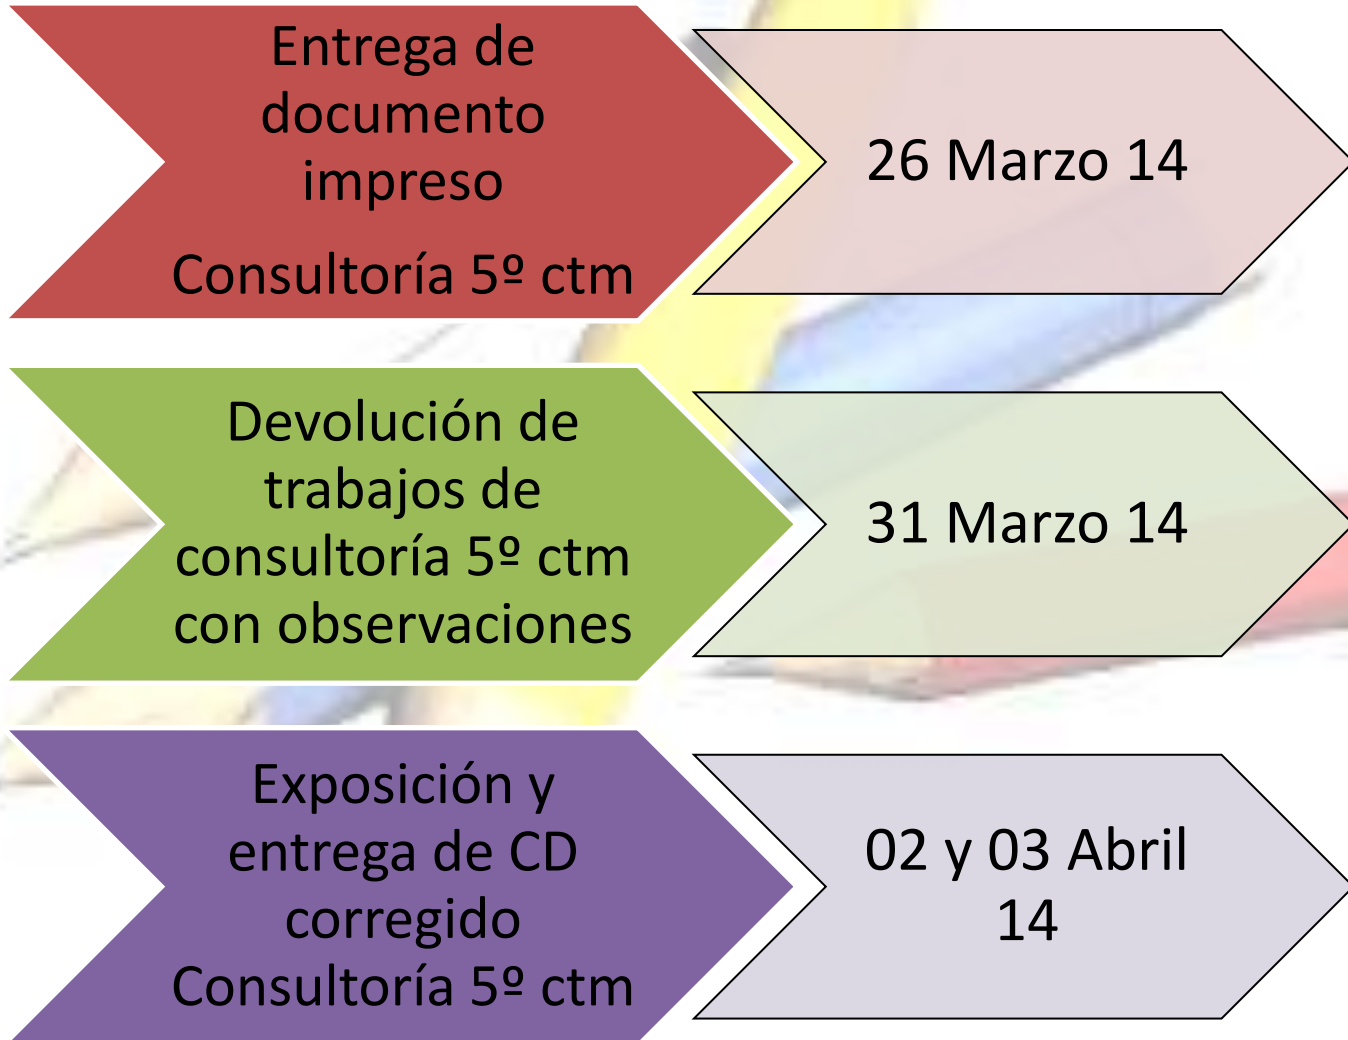 Entrega de
documento
impreso
Consultoría 5º ctm
26 Marzo 14
Devolución de
trabajos de
consultoría 5º ctm
con observaciones
31 Marzo 14
Exposición y
entrega de CD
corregido
Consultoría 5º ctm
02 y 03 Abril
14